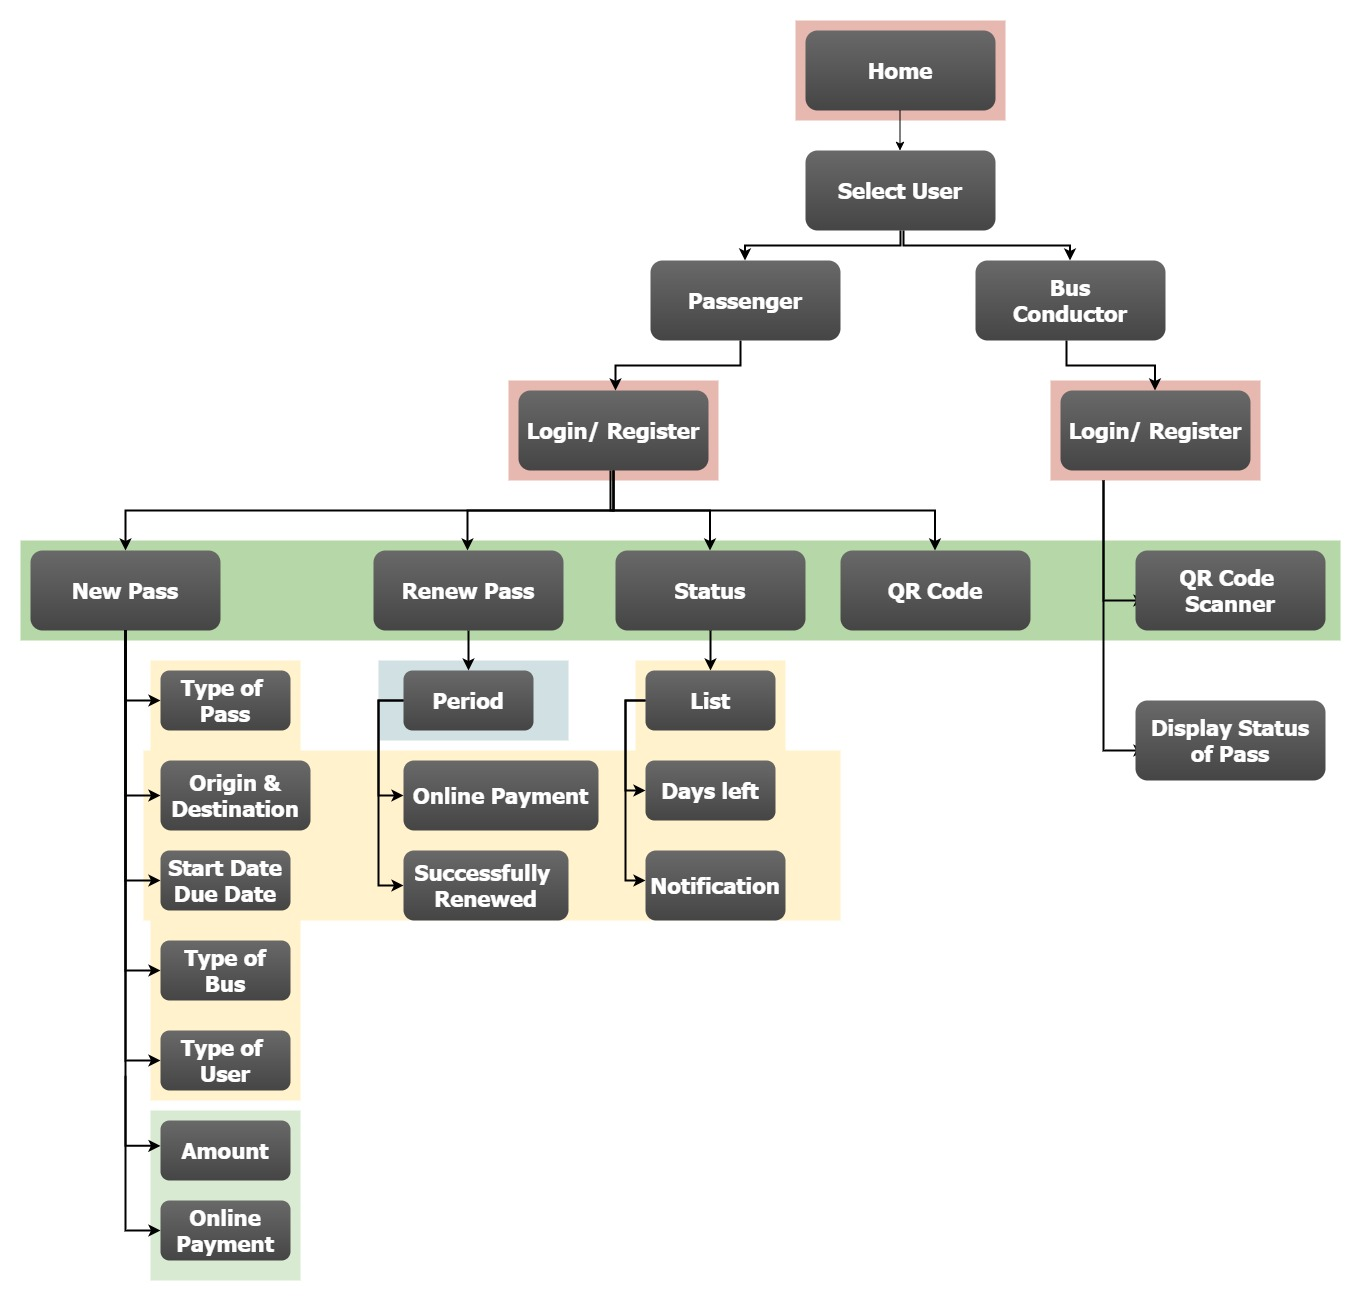 Home
Select User
Passenger
Bus
Conductor
Login/ Register
Login/ Register
New Pass
Renew Pass
Status
QR Code
QR Code
Scanner
Type of
Pass
Period
List
Display Status
of Pass
Origin &
Destination
Online Payment
Days left
Start Date
Due Date
Successfully
Renewed
Notification
Type of
Bus
Type of
User
Amount
Online
Payment